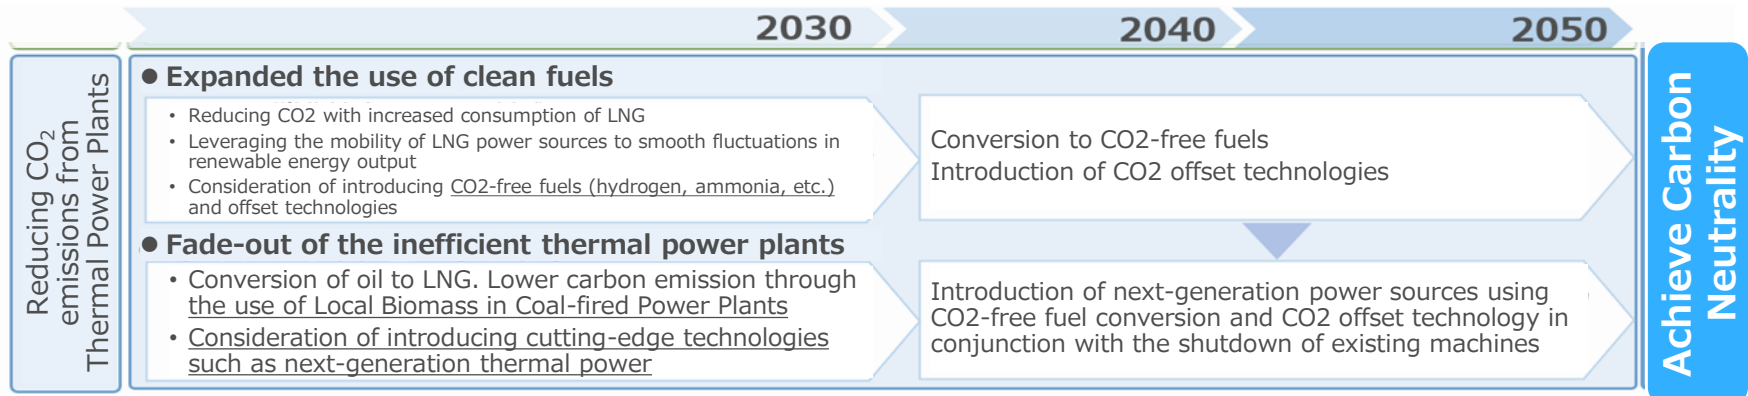 2030
2040
2050
Reducing CO2
emissions from
Thermal Power Plants
● Expanded the use of clean fuels
• Reducing CO2 with increased consumption of LNG
• Leveraging the mobility of LNG power sources to smooth fluctuations in
renewable energy output
• Consideration of introducing CO2-free fuels (hydrogen, ammonia, etc.)
and offset technologies
Conversion to CO2-free fuels
Introduction of CO2 offset technologies
● Fade-out of the inefficient thermal power plants
• Conversion of oil to LNG. Lower carbon emission through
the use of Local Biomass in Coal-fired Power Plants
• Consideration of introducing cutting-edge technologies
such as next-generation thermal power
Introduction of next-generation power sources using
CO2-free fuel conversion and CO2 offset technology in
conjunction with the shutdown of existing machines
Achieve Carbon
Neutrality